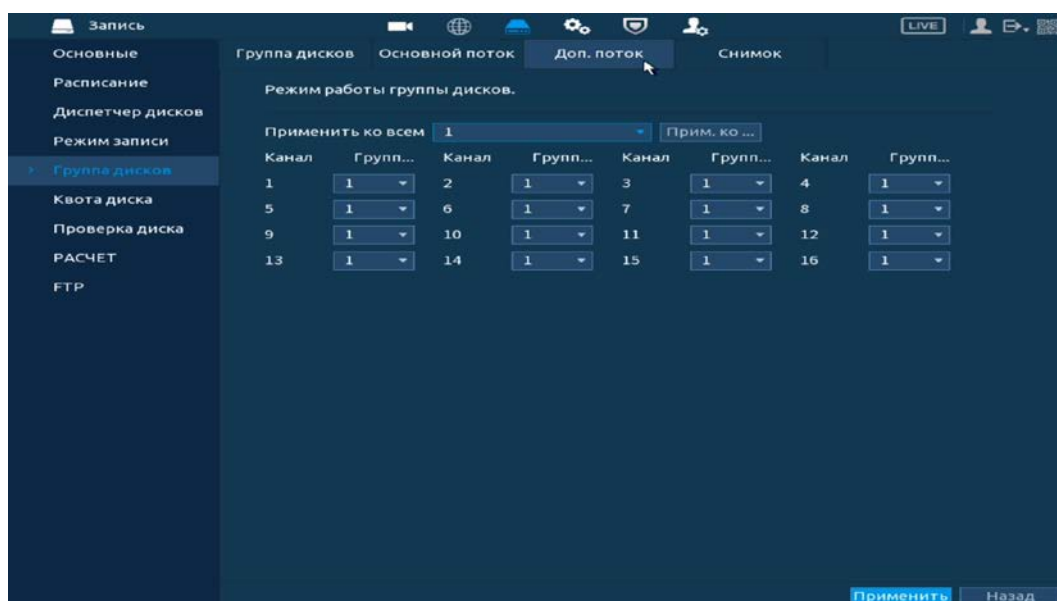 Запись LIVE
Основные
Расписание
Диспетчер дисков
Режим записи
Группа дисков
Квота диска
Проверка диска
РАСЧЕТ
FTP
Группа дисков Основной поток Доп. поток Снимок
Режим работы группы дисков.
Применить ко всем 1 Прим. ко ...
Канал Групп... Канал Групп... Канал Групп... Канал Групп...
1 1 2 1 3 1 4 1
5 1 6 1 7 1 8 1
9 1 10 1 11 1 12 1
13 1 14 1 15 1 16 1
Применить Назад